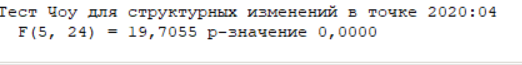 Тест Чоу для структурных изменений в точке 2020:04
F(5, 24) = 19,7055 р-значение 0,0000